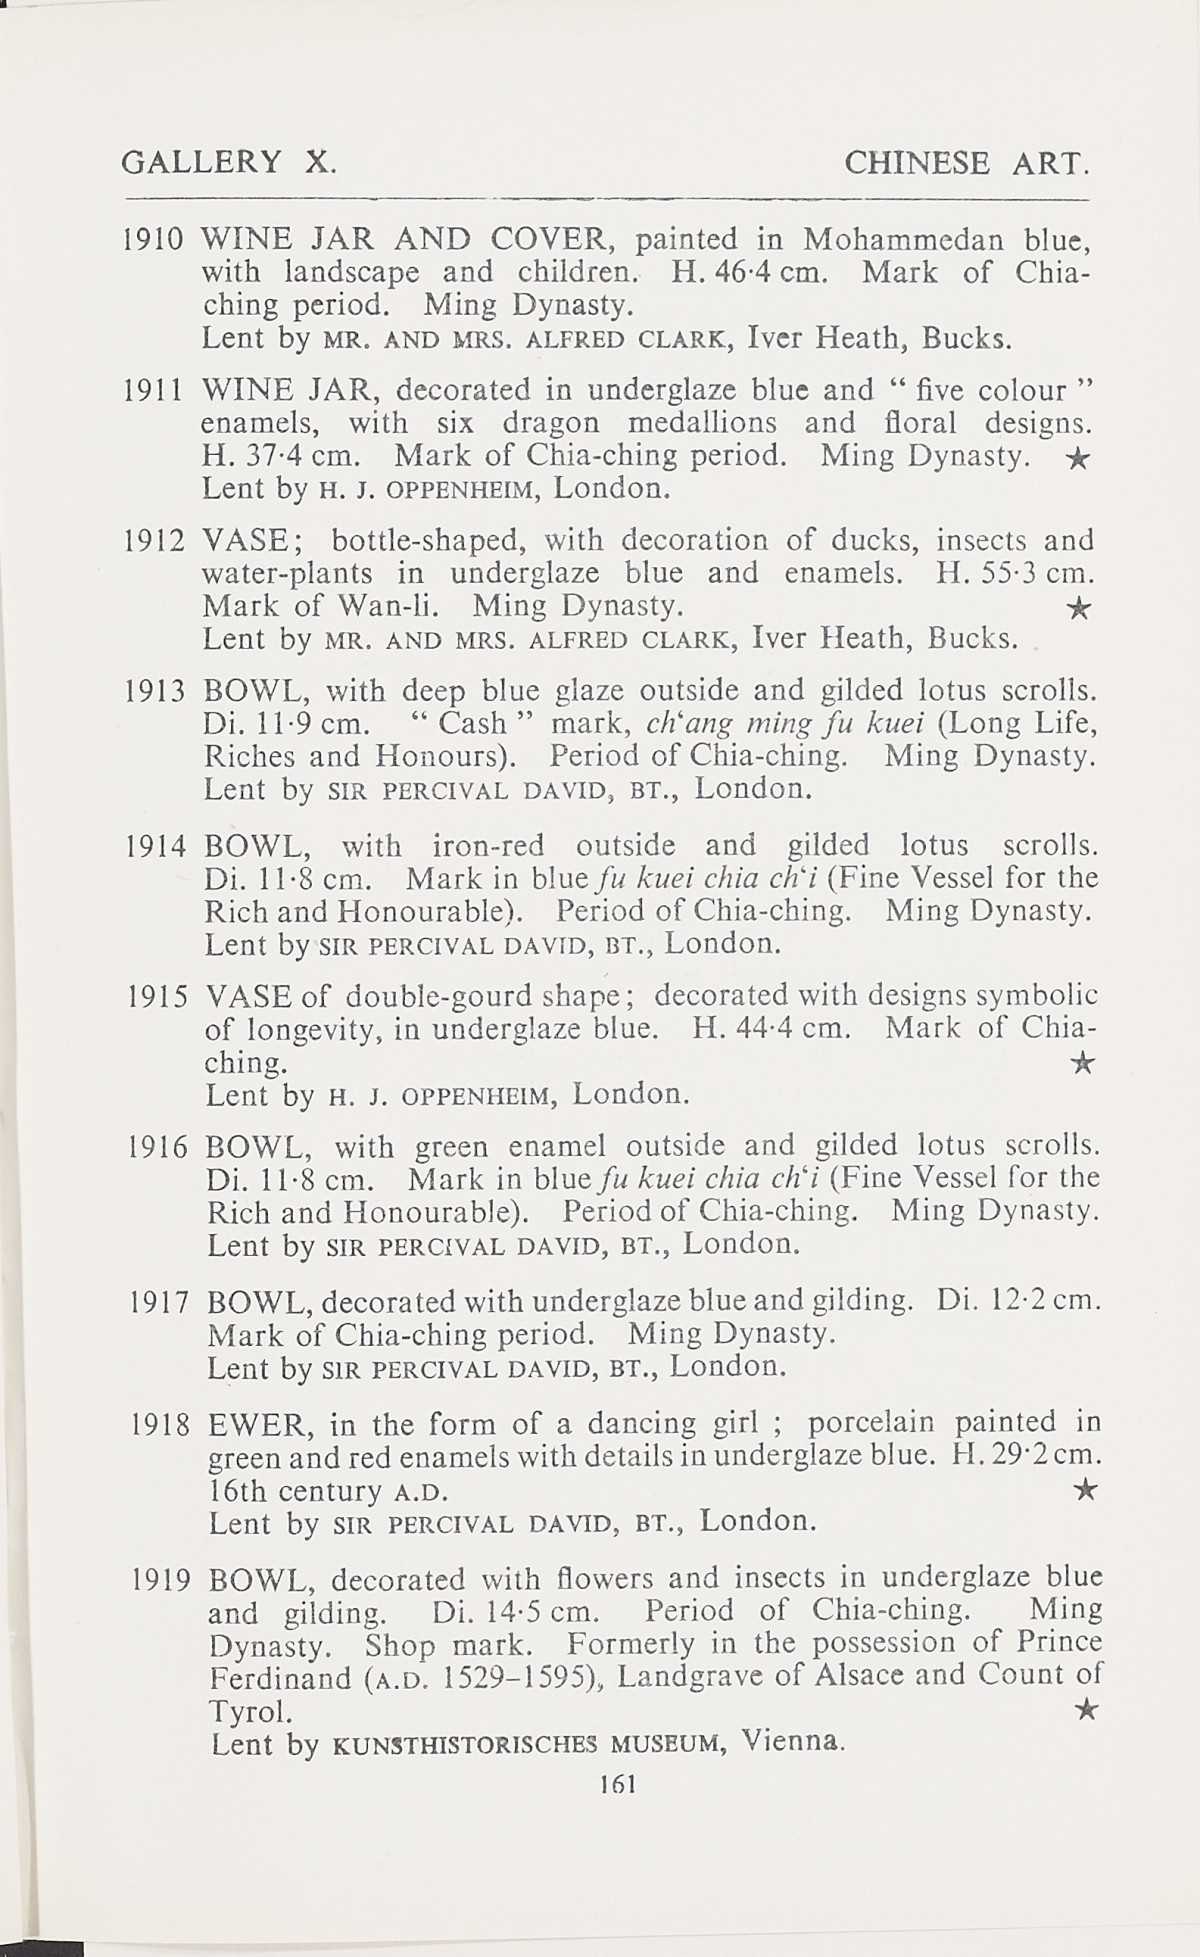 GALLERY X. CHINESE ART.
1910 WINE JAR AND COVER, painted in Mohammedan blue,
with landscape and children. H. 46·4 cm. Mark of Chia-
ching period. Ming Dynasty.
Lent by MR. AND MRS. ALFRED CLARK, Iver Heath, Bucks.
1911 WINE JAR, decorated in underglaze blue and “ five colour ”
enamels, with six dragon medallions and floral designs.
H. 37·4 cm. Mark of Chia-ching period. Ming Dynasty. ★
Lent by H. J. OPPENHEIM, London.
1912 VASE; bottle-shaped, with decoration of ducks, insects and
water-plants in underglaze blue and enamels. H. 55·3 cm.
Mark of Wan-li. Ming Dynasty. ★
Lent by MR. AND MRS. ALFRED CLARK, Iver Heath, Bucks.
1913 BOWL, with deep blue glaze outside and gilded lotus scrolls.
Di. 11·9 cm. “ Cash ” mark, ch‘ang ming fu kuei (Long Life,
Riches and Honours). Period of Chia-ching. Ming Dynasty.
Lent by SIR PERCIVAL DAVID, BT., London.
1914 BOWL, with iron-red outside and gilded lotus scrolls.
Di. 11·8 cm. Mark in blue fu kuei chia ch‘i (Fine Vessel for the
Rich and Honourable). Period of Chia-ching. Ming Dynasty.
Lent by SIR PERCIVAL DAVID, BT., London.
1915 VASE of double-gourd shape; decorated with designs symbolic
of longevity, in underglaze blue. H. 44·4 cm. Mark of Chia-
ching. ★
Lent by H. J. OPPENHEIM, London.
1916 BOWL, with green enamel outside and gilded lotus scrolls.
Di. 11·8 cm. Mark in blue fu kuei chia ch‘i (Fine Vessel for the
Rich and Honourable). Period of Chia-ching. Ming Dynasty.
Lent by SIR PERCIVAL DAVID, BT., London.
1917 BOWL, decorated with underglaze blue and gilding. Di. 12·2 cm.
Mark of Chia-ching period. Ming Dynasty.
Lent by SIR PERCIVAL DAVID, BT., London.
1918 EWER, in the form of a dancing girl ; porcelain painted in
green and red enamels with details in underglaze blue. H. 29·2 cm.
16th century A.D. ★
Lent by SIR PERCIVAL DAVID, BT., London.
1919 BOWL, decorated with flowers and insects in underglaze blue
and gilding. Di. 14·5 cm. Period of Chia-ching. Ming
Dynasty. Shop mark. Formerly in the possession of Prince
Ferdinand (A.D. 1529–1595), Landgrave of Alsace and Count of
Tyrol. ★
Lent by KUNSTHISTORISCHES MUSEUM, Vienna.
161